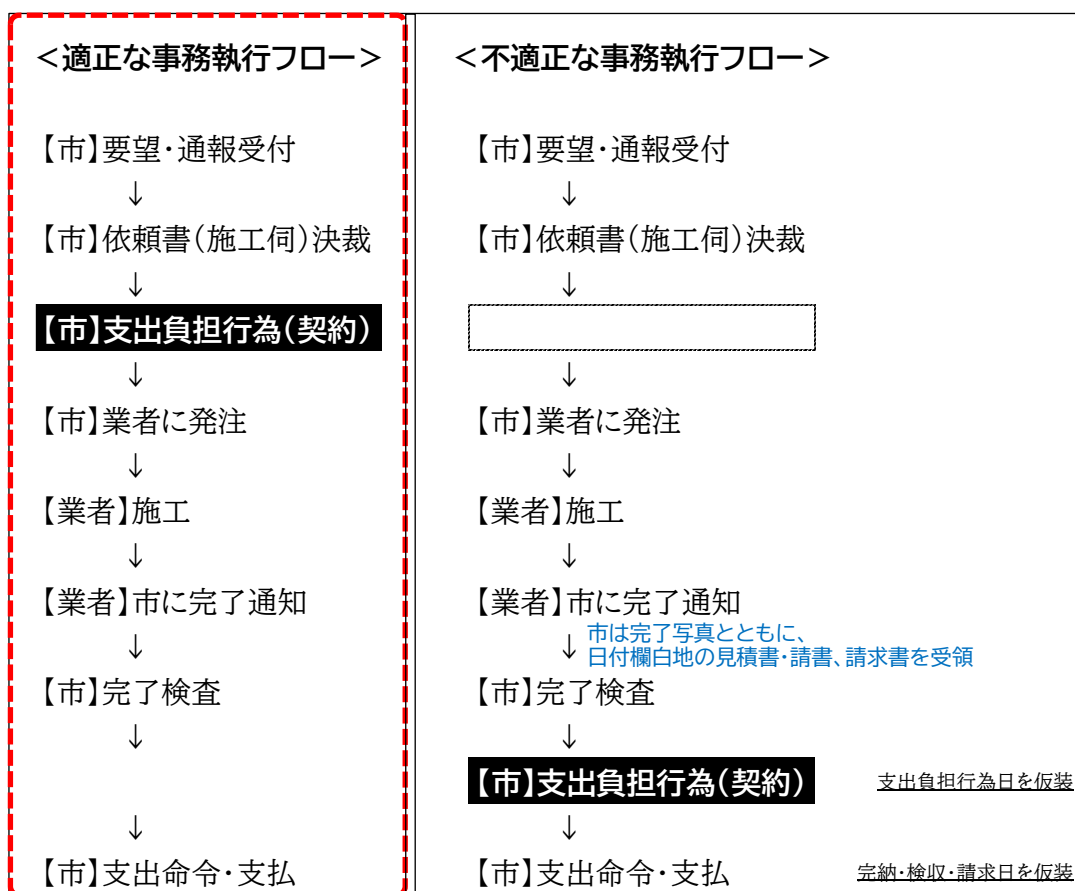 <適正な事務執行フロー>
【市】要望・通報受付
↓
【市】依頼書(施工伺)決裁
↓
【市】支出負担行為(契約)
↓
【市】業者に発注
↓
【業者】施工
↓
【業者】市に完了通知
↓
【市】完了検査
↓
↓
【市】支出命令・支払
<不適正な事務執行フロー>
【市】要望・通報受付
↓
【市】依頼書(施工伺)決裁
↓
↓
【市】業者に発注
↓
【業者】施工
↓
【業者】市に完了通知
↓
市は完了写真とともに、
日付欄白地の見積書・請書、請求書を受領
【市】完了検査
↓
【市】支出負担行為(契約)
支出負担行為日を仮装
↓
【市】支出命令・支払
完納・検収・請求日を仮装